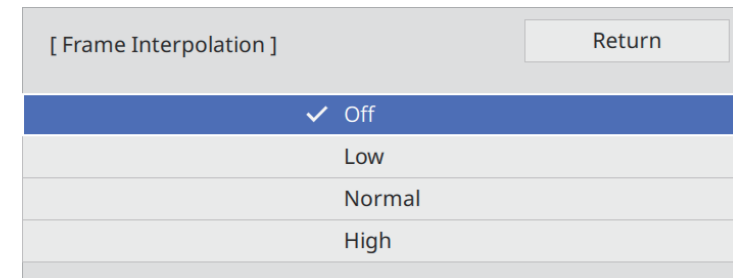 [ Frame Interpolation ]
Return
Off
Low
Normal
High